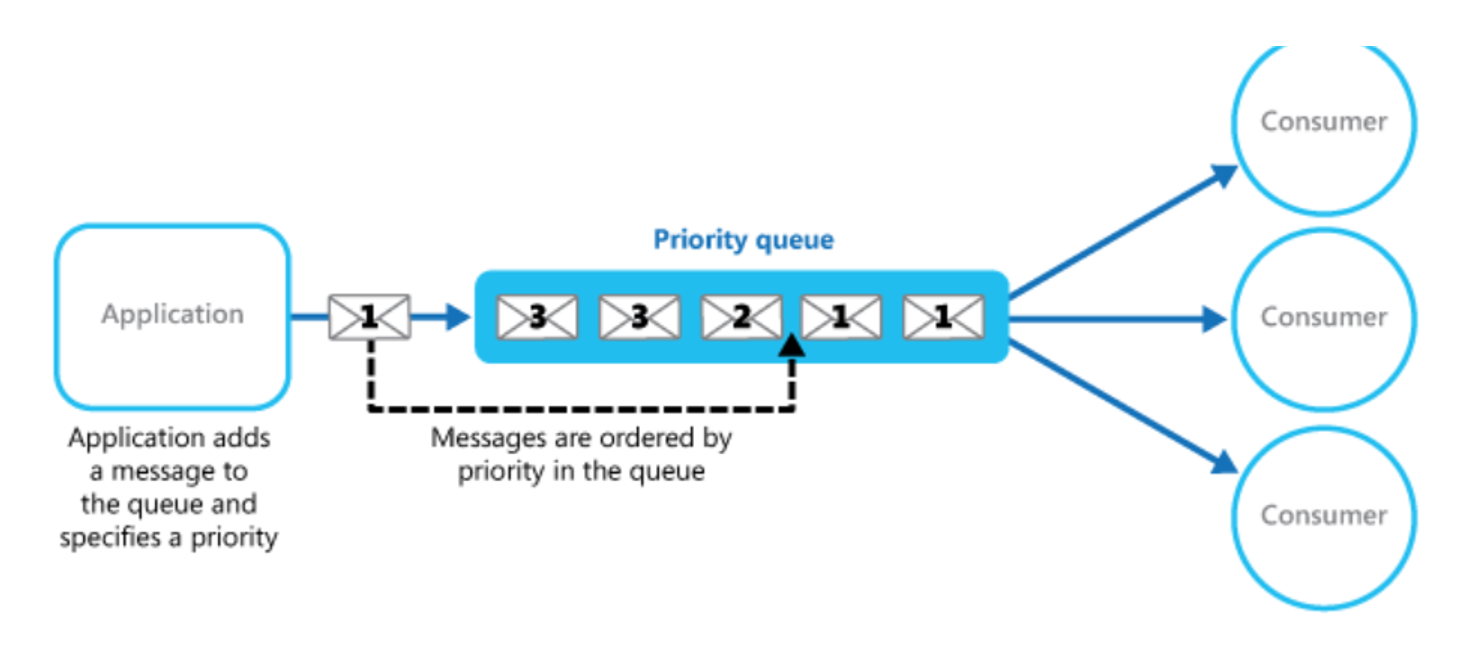 Consumer
Priority queue
Application
1
3 3 2 1 1
Consumer
Application adds
a message to
the queue and
specifies a priority
Messages are ordered by
priority in the queue
Consumer